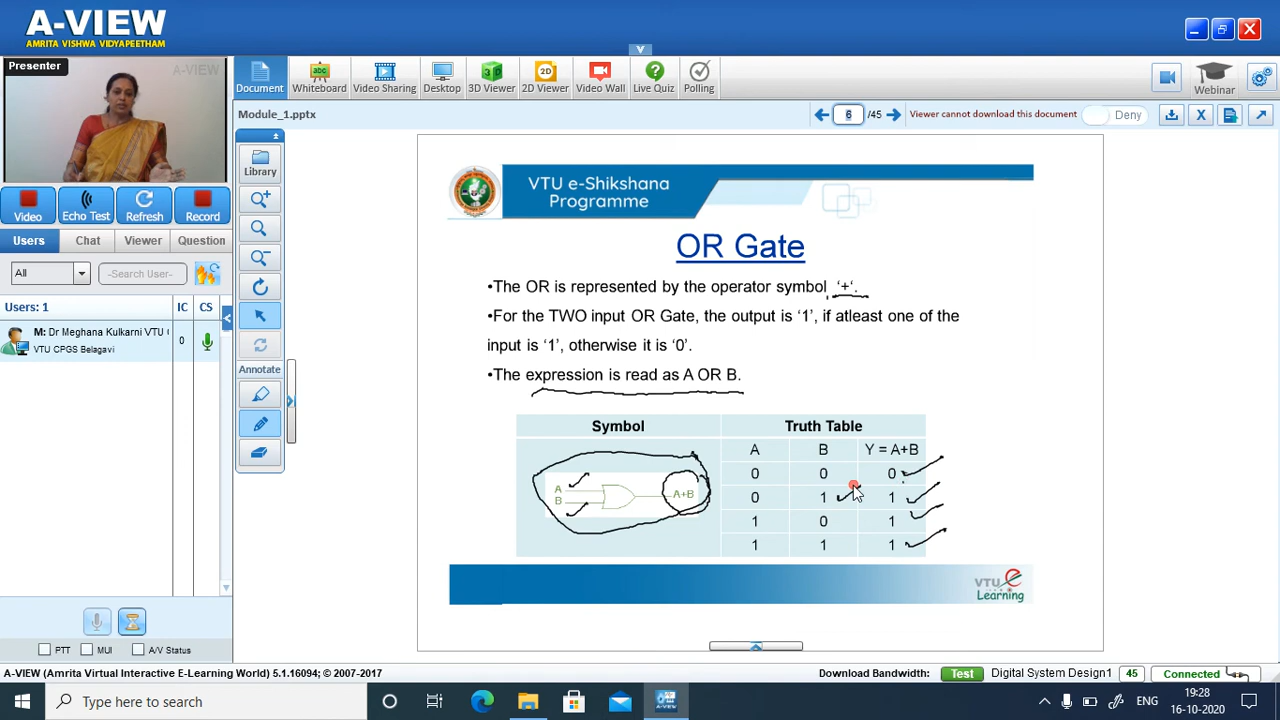 A-VIEW
AMRITA VISHWA VIDYAPEETHAM
Presenter
A-VIEW
Document
Whiteboard
Video Sharing
Desktop
3D Viewer
2D Viewer
Video Wall
Live Quiz
Polling
Webinar
Module_1.pptx
6 /45
Viewer cannot download this document
Deny
Video
Echo Test
Refresh
Record
Users
Chat
Viewer
Question
All
-Search User-
Users: 1
IC
CS
M: Dr Meghana Kulkarni VTU
VTU CPGS Belagavi
0
Library
Annotate
VTU e-Shikshana
Programme
OR Gate
•The OR is represented by the operator symbol '+'.
•For the TWO input OR Gate, the output is ‘1’, if atleast one of the
input is ‘1’, otherwise it is ‘0’.
•The expression is read as A OR B.
Symbol
Truth Table
A B Y = A+B
0 0 0
0 1 1
1 0 1
1 1 1
A
B
A+B
VTU e
Learning
PTT
MUI
A/V Status
A-VIEW (Amrita Virtual Interactive E-Learning World) 5.1.16094; © 2007-2017
Download Bandwidth:
Test
Digital System Design1
45
Connected
Type here to search
ENG
19:28
16-10-2020